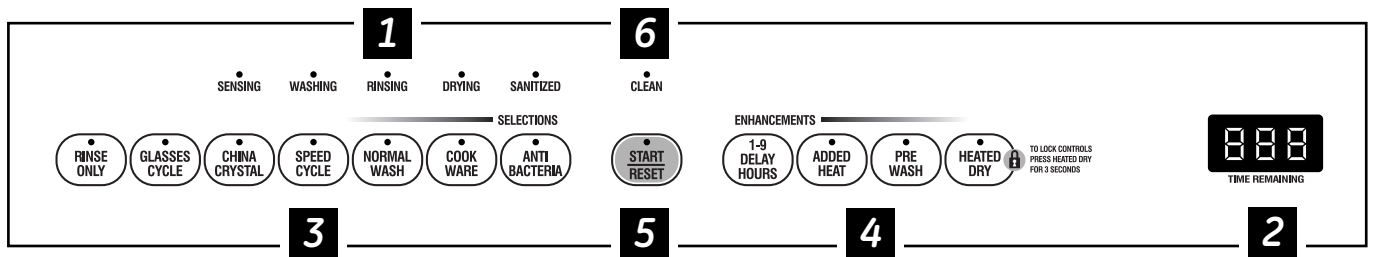 1 6
SENSING WASHING RINSING DRYING SANITIZED CLEAN
SELECTIONS ENHANCEMENTS
RINSE ONLY
GLASSES CYCLE
CHINA CRYSTAL
SPEED CYCLE
NORMAL WASH
COOK WARE
ANTI BACTERIA
START
RESET
1-9
DELAY
HOURS
ADDED
HEAT
PRE
WASH
HEATED
DRY
TO LOCK CONTROLS
PRESS HEATED DRY
FOR 3 SECONDS
888
TIME REMAINING
3 5 4 2